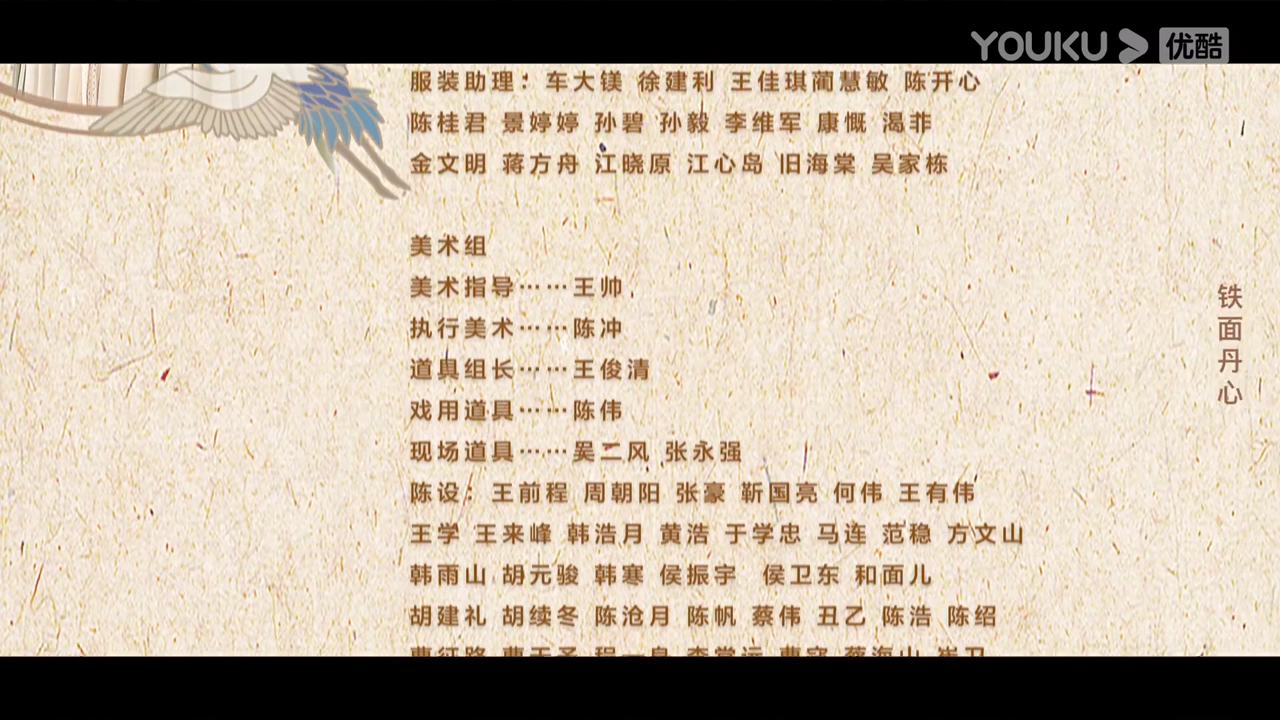 YOUKU 优酷
服装助理：车大镁 徐建利 王佳琪蔺慧敏 陈开心
陈桂君 景婷婷 孙碧 孙毅 李维军 康慨 渴菲
金文明 蒋方舟 江晓原 江心岛 旧海棠 吴家栋
美术组
美术指导……王帅
执行美术……陈冲
道具组长……王俊清
戏用道具……陈伟
现场道具……吴二风 张永强
陈设：王前程 周朝阳 张豪 靳国亮 何伟 王有伟
王学 王来峰 韩浩月 黄浩 于学忠 马连 范稳 方文山
韩雨山 胡元骏 韩寒 侯振宇 侯卫东 和面儿
胡建礼 胡续冬 陈沧月 陈帆 蔡伟 丑乙 陈浩 陈绍
铁面丹心